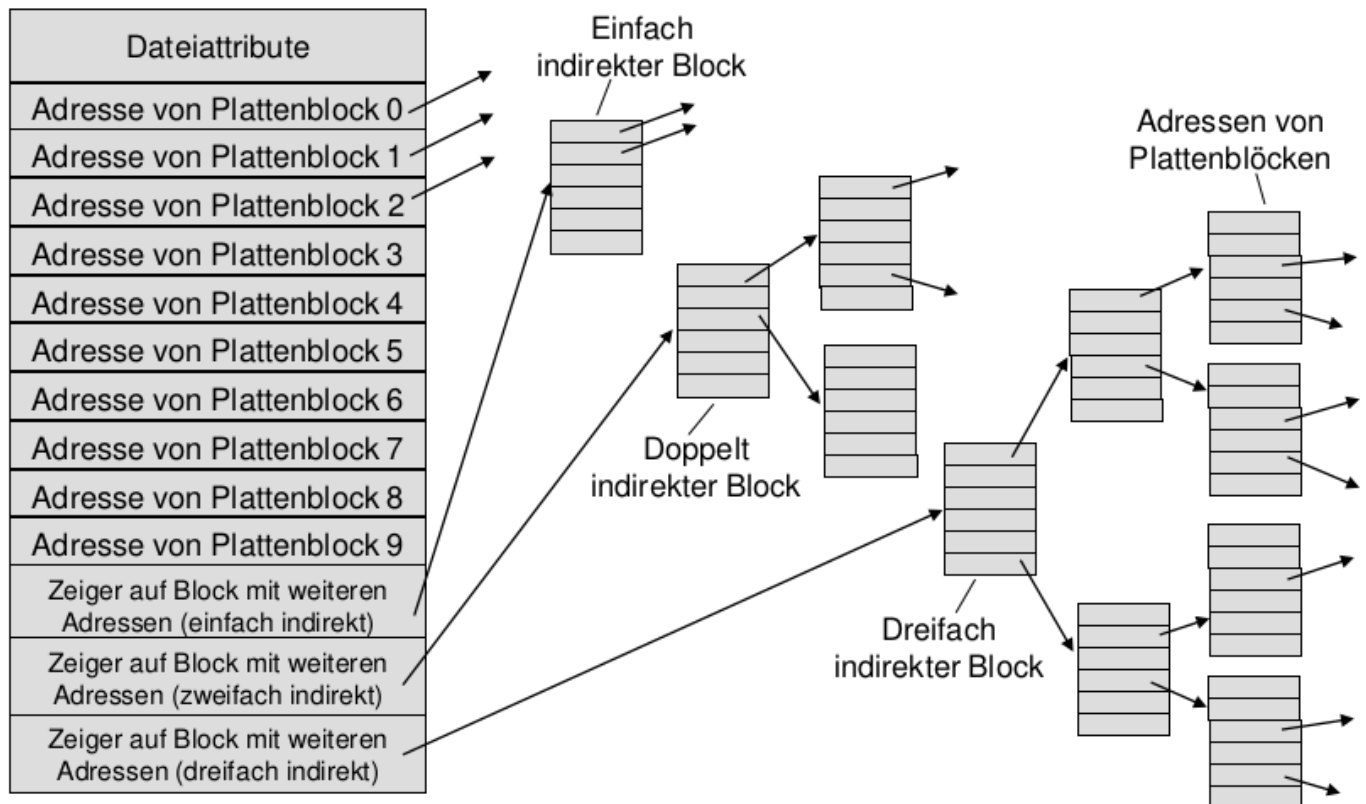 Dateiattribute
Adresse von Plattenblock 0
Adresse von Plattenblock 1
Adresse von Plattenblock 2
Adresse von Plattenblock 3
Adresse von Plattenblock 4
Adresse von Plattenblock 5
Adresse von Plattenblock 6
Adresse von Plattenblock 7
Adresse von Plattenblock 8
Adresse von Plattenblock 9
Zeiger auf Block mit weiteren
Adressen (einfach indirekt)
Zeiger auf Block mit weiteren
Adressen (zweifach indirekt)
Zeiger auf Block mit weiteren
Adressen (dreifach indirekt)
Einfach
indirekter Block
Doppelt
indirekter Block
Dreifach
indirekter Block
Adressen von
Plattenblöcken